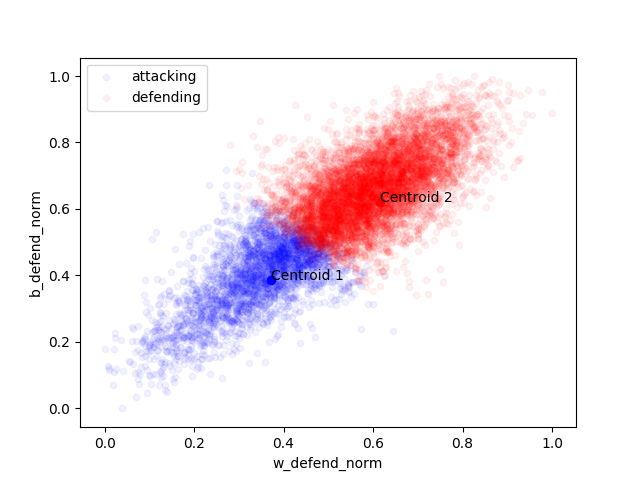 attacking
defending
1.0
0.8
0.6
0.4
0.2
0.0
b_defend_norm
Centroid 2
Centroid 1
0.0 0.2 0.4 0.6 0.8 1.0
w_defend_norm